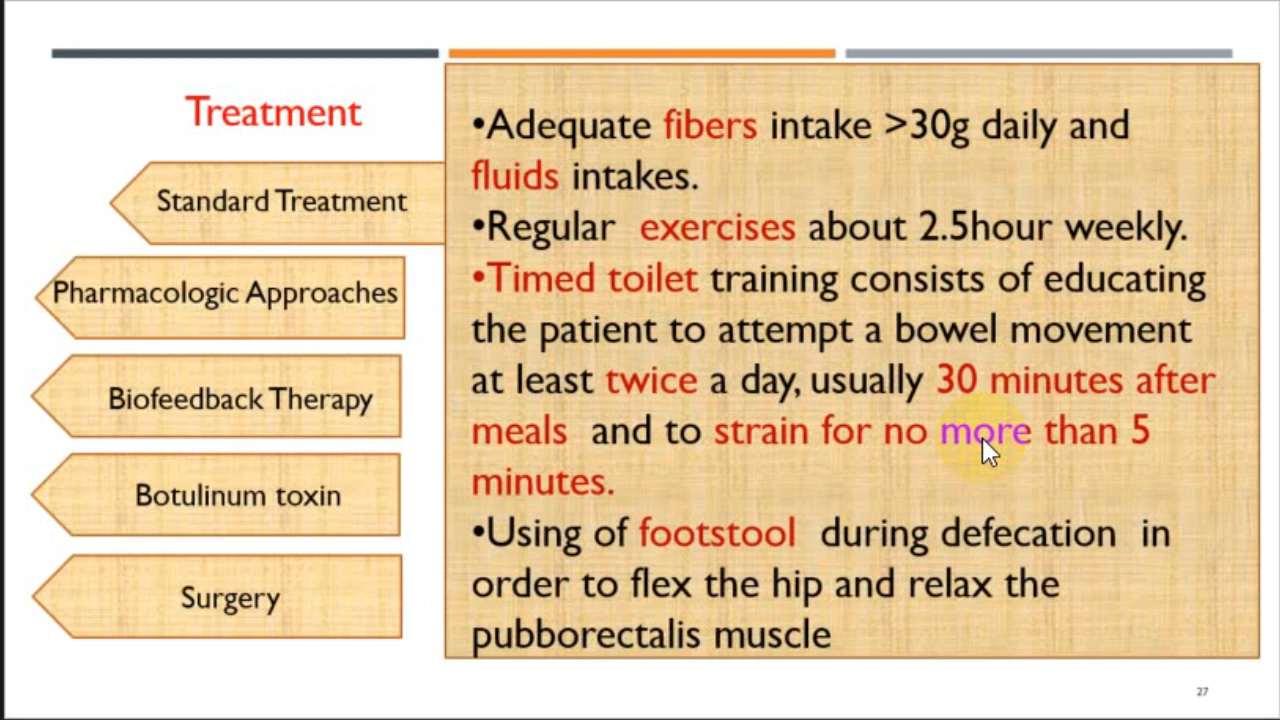 Treatment
Standard Treatment
Pharmacologic Approaches
Biofeedback Therapy
Botulinum toxin
Surgery
•Adequate fibers intake >30g daily and
fluids intakes.
•Regular exercises about 2.5hour weekly.
•Timed toilet training consists of educating
the patient to attempt a bowel movement
at least twice a day, usually 30 minutes after
meals and to strain for no more than 5
minutes.
•Using of footstool during defecation in
order to flex the hip and relax the
pubborectalis muscle
27